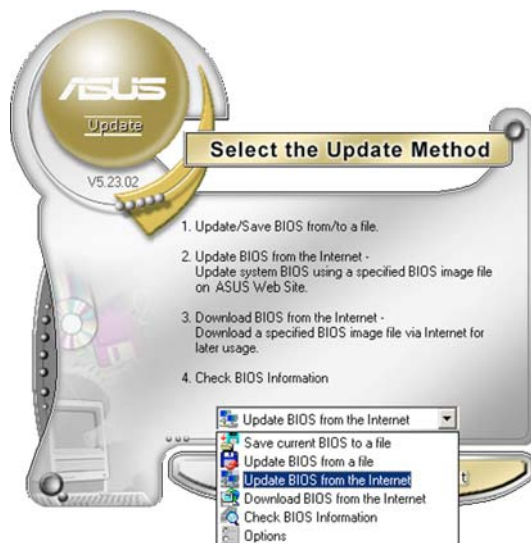 ASUS
Update
V5.23.02
Select the Update Method
1. Update/Save BIOS from/to a file.
2. Update BIOS from the Internet -
Update system BIOS using a specified BIOS image file
on ASUS Web Site.
3. Download BIOS from the Internet -
Download a specified BIOS image file via Internet for
later usage.
4. Check BIOS Information
Update BIOS from the Internet
Save current BIOS to a file
Update BIOS from a file
Update BIOS from the Internet
Download BIOS from the Internet
Check BIOS Information
Options